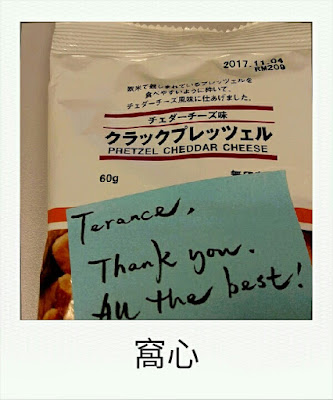 2017.11.04
RM20g
欧米で親しまれているプレッツェルを
食べやすいように砕いて、
チェダーチーズ風味に仕あげました。
チェダーチーズ味
クラックプレッツェル
PRETZEL CHEDDAR CHEESE
60g
Terance,
Thank you.
All the best!
窩心